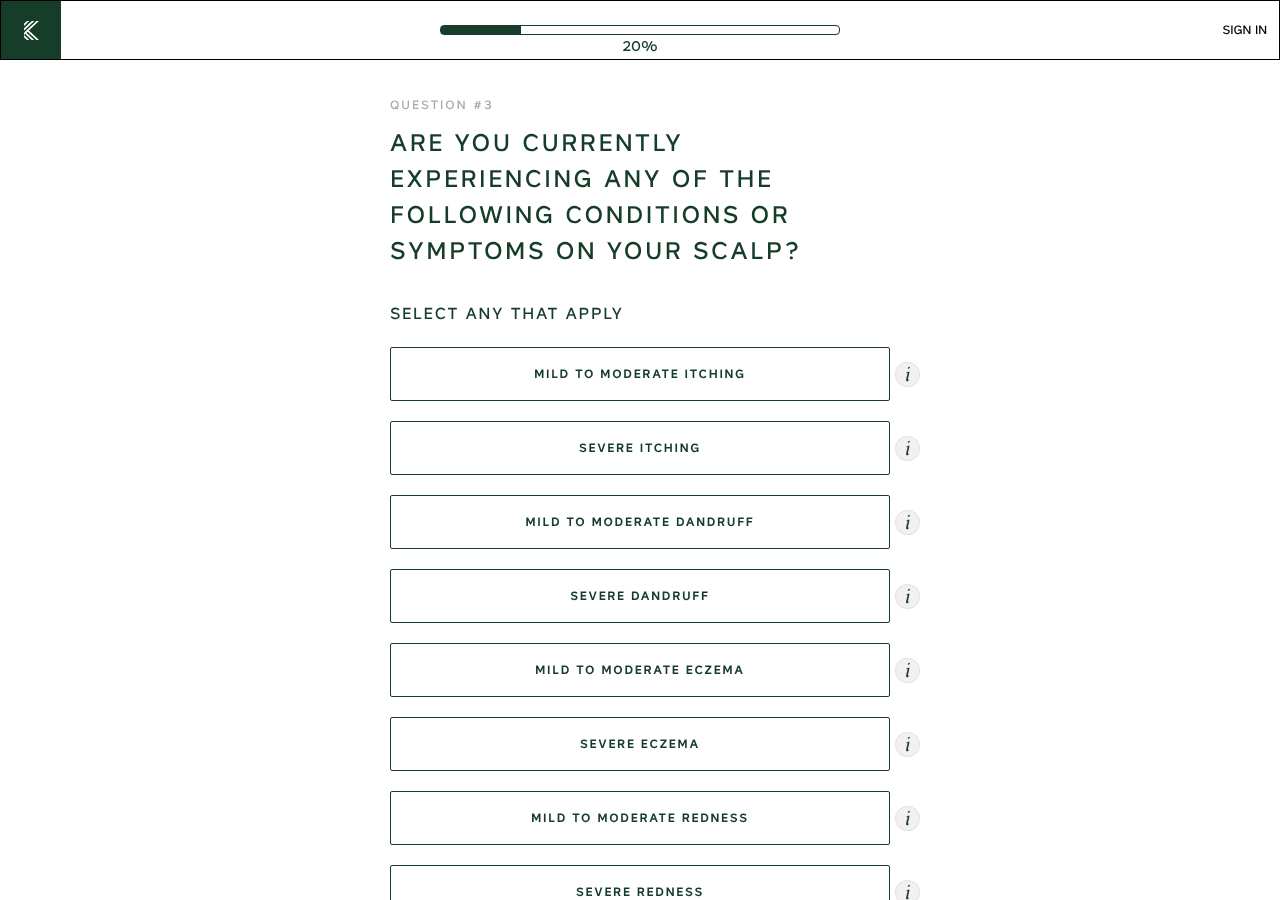 20%
SIGN IN
QUESTION #3
ARE YOU CURRENTLY
EXPERIENCING ANY OF THE
FOLLOWING CONDITIONS OR
SYMPTOMS ON YOUR SCALP?
SELECT ANY THAT APPLY
MILD TO MODERATE ITCHING i
SEVERE ITCHING i
MILD TO MODERATE DANDRUFF i
SEVERE DANDRUFF i
MILD TO MODERATE ECZEMA i
SEVERE ECZEMA i
MILD TO MODERATE REDNESS i
SEVERE REDNESS i